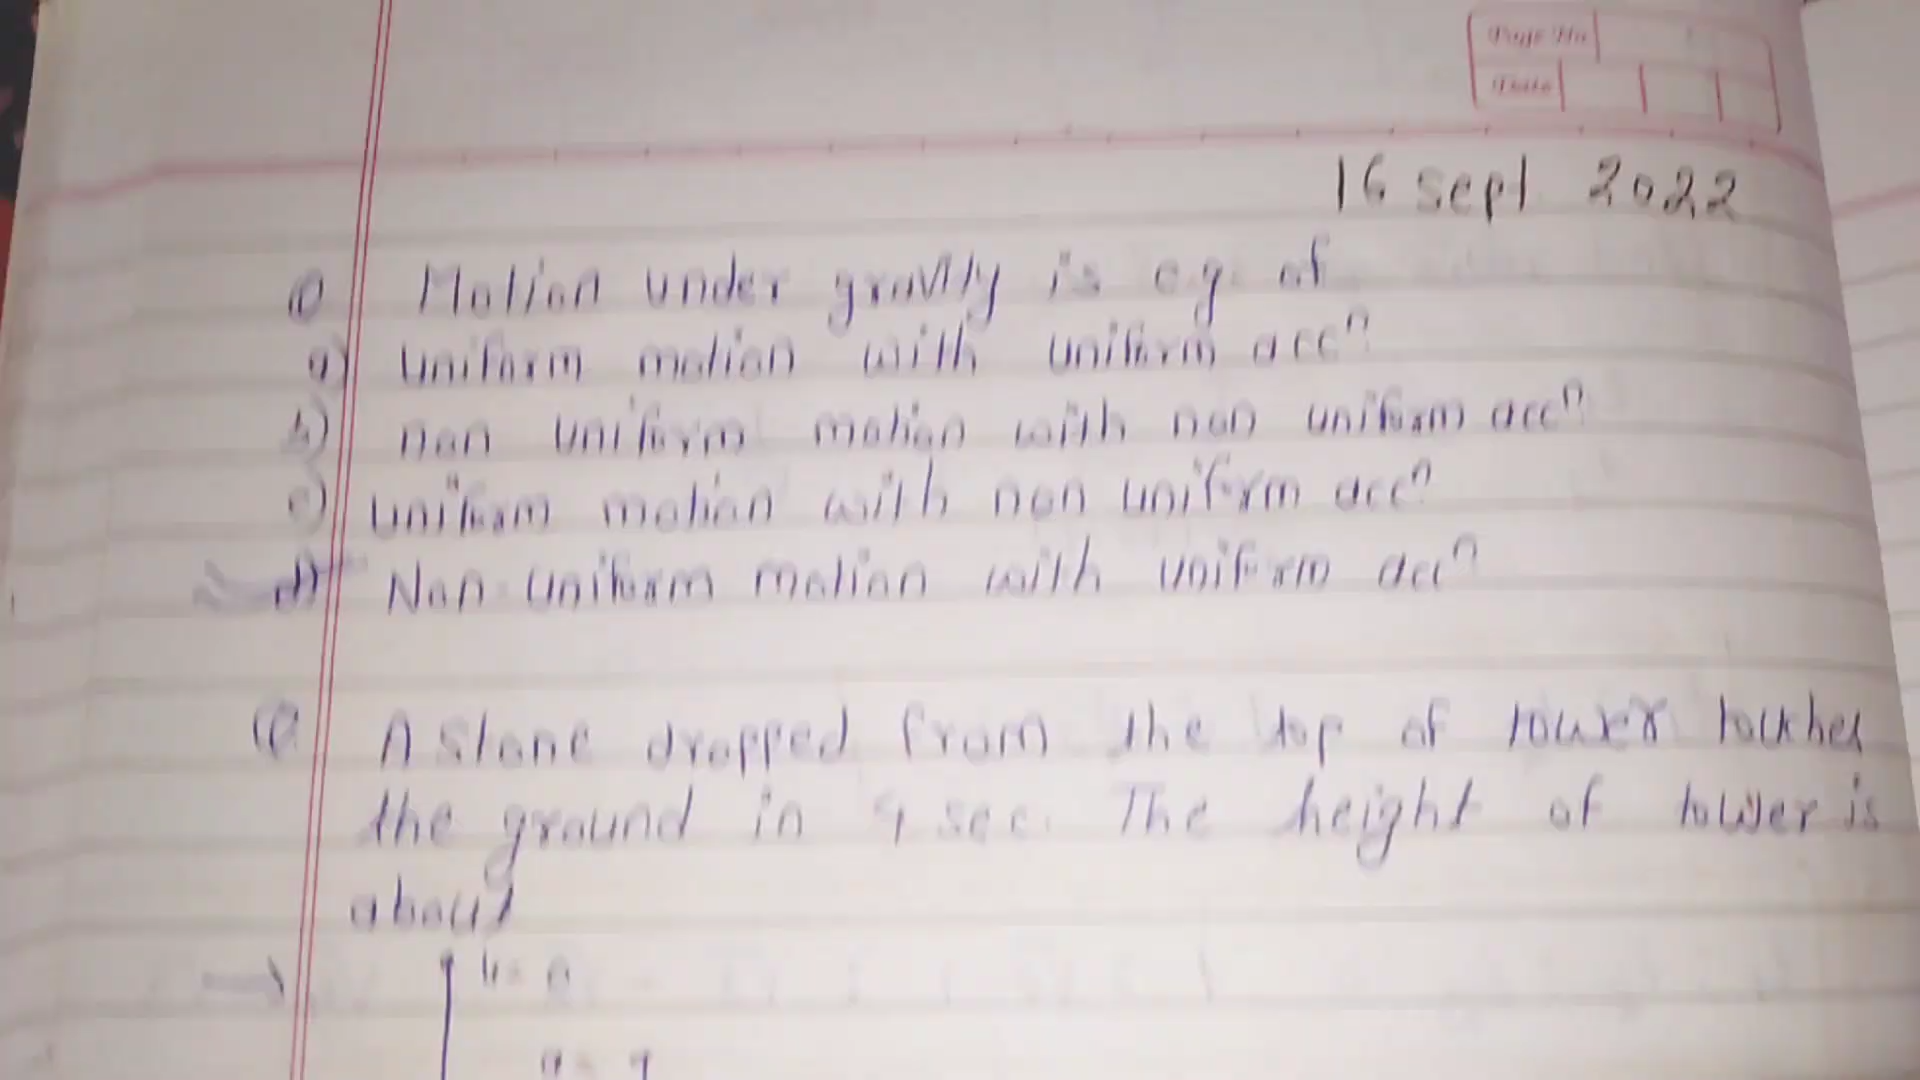 Page No
Date
16 sept 2022
Q Motion under gravity is e.g. of
a) uniform motion with uniform accⁿ
b) non uniform motion with non uniform accⁿ
c) uniform motion with non uniform accⁿ
d) Non uniform motion with uniform accⁿ
Q A stone dropped from the top of tower touches
the ground in 4 sec. The height of tower is
about
→ u = 0